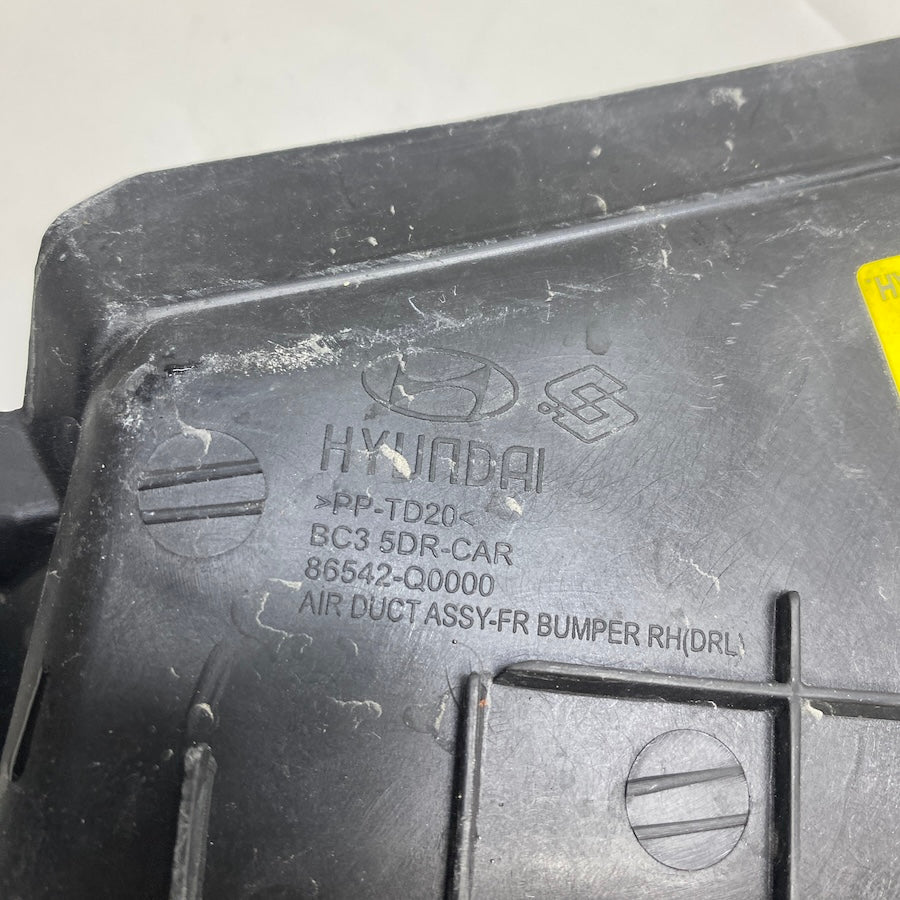 HYUNDAI
>PP-TD20<
BC3 5DR-CAR
86542-Q0000
AIR DUCT ASSY-FR BUMPER RH(DRL)